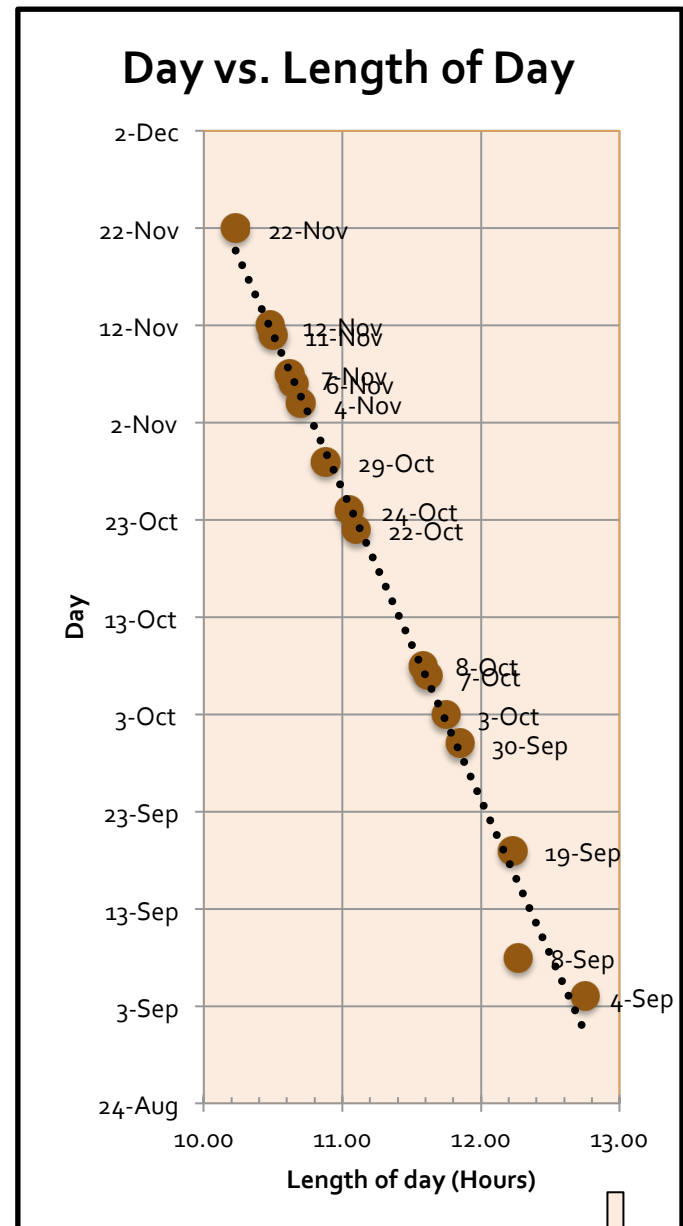 Day vs. Length of Day
2-Dec
22-Nov
22-Nov
12-Nov
12-Nov
11-Nov
7-Nov
6-Nov
4-Nov
2-Nov
29-Oct
24-Oct
23-Oct
22-Oct
13-Oct
Day
8-Oct
7-Oct
3-Oct
3-Oct
30-Sep
23-Sep
19-Sep
13-Sep
8-Sep
4-Sep
3-Sep
24-Aug
10.00 11.00 12.00 13.00
Length of day (Hours)